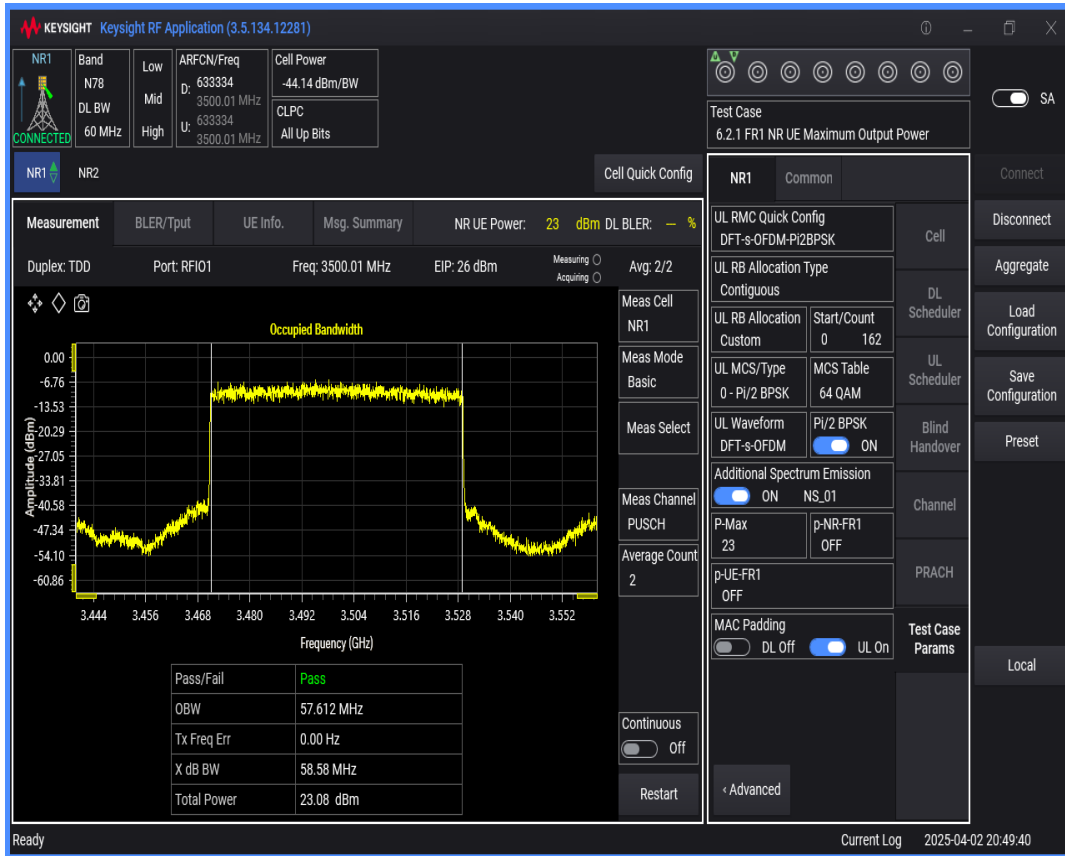 KEYSIGHT Keysight RF Application (3.5.134.12281)
NR1
CONNECTED
Band
N78
DL BW
60 MHz
Low
Mid
High
ARFCN/Freq
D: 633334
3500.01 MHz
U: 633334
3500.01 MHz
Cell Power
-44.14 dBm/BW
CLPC
All Up Bits
Test Case
6.2.1 FR1 NR UE Maximum Output Power
SA
NR1
NR2
Cell Quick Config
Measurement
BLER/Tput
UE Info.
Msg. Summary
NR UE Power: 23 dBm DL BLER: — %
Duplex: TDD
Port: RFIO1
Freq: 3500.01 MHz
EIP: 26 dBm
Measuring
Acquiring
Avg: 2/2
Occupied Bandwidth
Amplitude (dBm)
0.00
-6.76
-13.53
-20.29
-27.05
-33.81
-40.58
-47.34
-54.10
-60.86
3.444 3.456 3.468 3.480 3.492 3.504 3.516 3.528 3.540 3.552
Frequency (GHz)
Pass/Fail Pass
OBW 57.612 MHz
Tx Freq Err 0.00 Hz
X dB BW 58.58 MHz
Total Power 23.08 dBm
Meas Cell
NR1
Meas Mode
Basic
Meas Select
Meas Channel
PUSCH
Average Count
2
Continuous
Off
Restart
NR1
Common
UL RMC Quick Config
DFT-s-OFDM-Pi2BPSK
UL RB Allocation Type
Contiguous
UL RB Allocation
Custom
Start/Count
0 162
UL MCS/Type
0 - Pi/2 BPSK
MCS Table
64 QAM
UL Waveform
DFT-s-OFDM
Pi/2 BPSK
ON
Additional Spectrum Emission
ON NS_01
P-Max
23
p-NR-FR1
OFF
p-UE-FR1
OFF
MAC Padding
DL Off
UL On
‹ Advanced
Cell
DL
Scheduler
UL
Scheduler
Blind
Handover
Channel
PRACH
Test Case
Params
Connect
Disconnect
Aggregate
Load
Configuration
Save
Configuration
Preset
Local
Ready
Current Log
2025-04-02 20:49:40